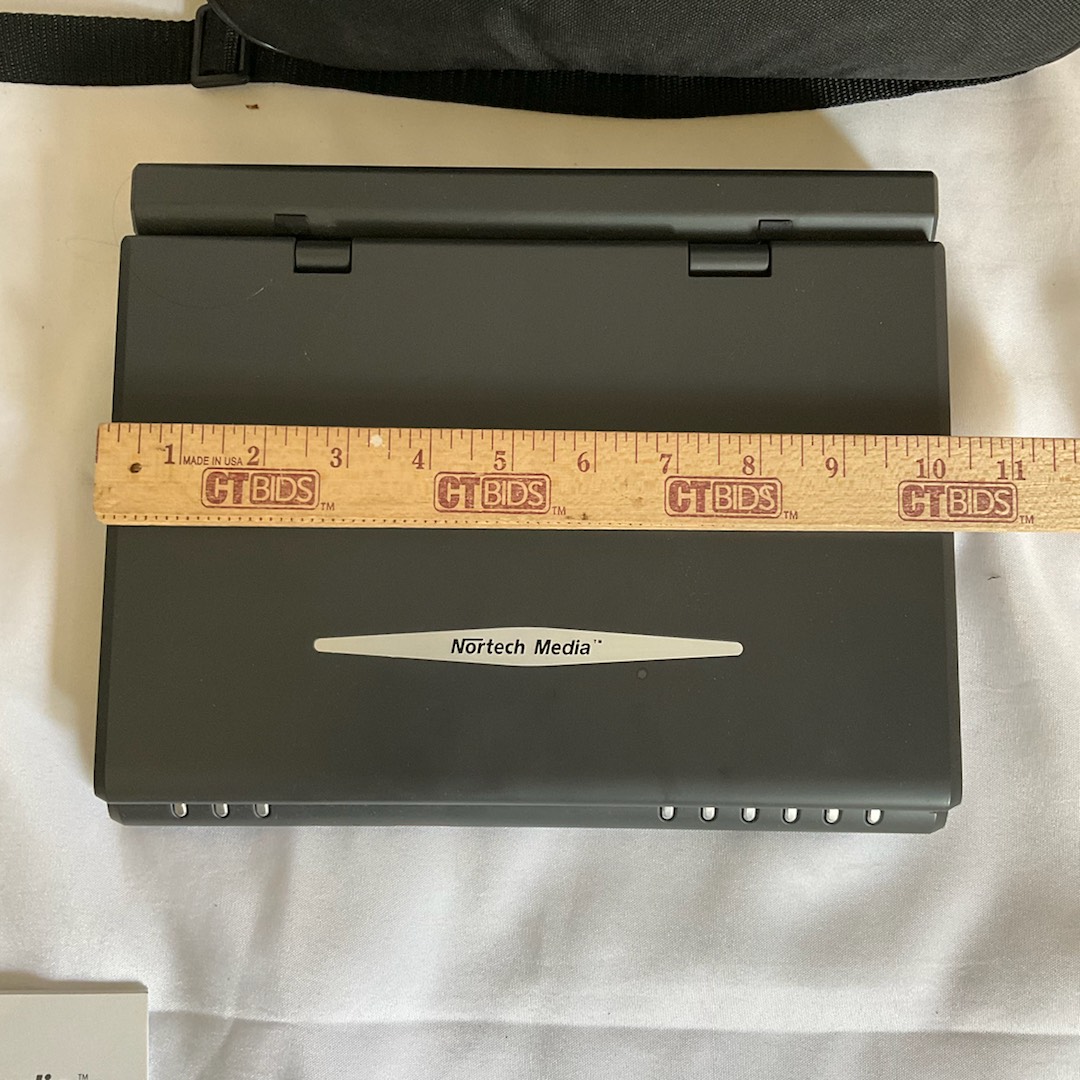 1 MADE IN USA 2 3 4 5 6 7 8 9 10 11
CTBIDS™ CTBIDS™ CTBIDS™ CTBIDS™
Nortech Media™
™